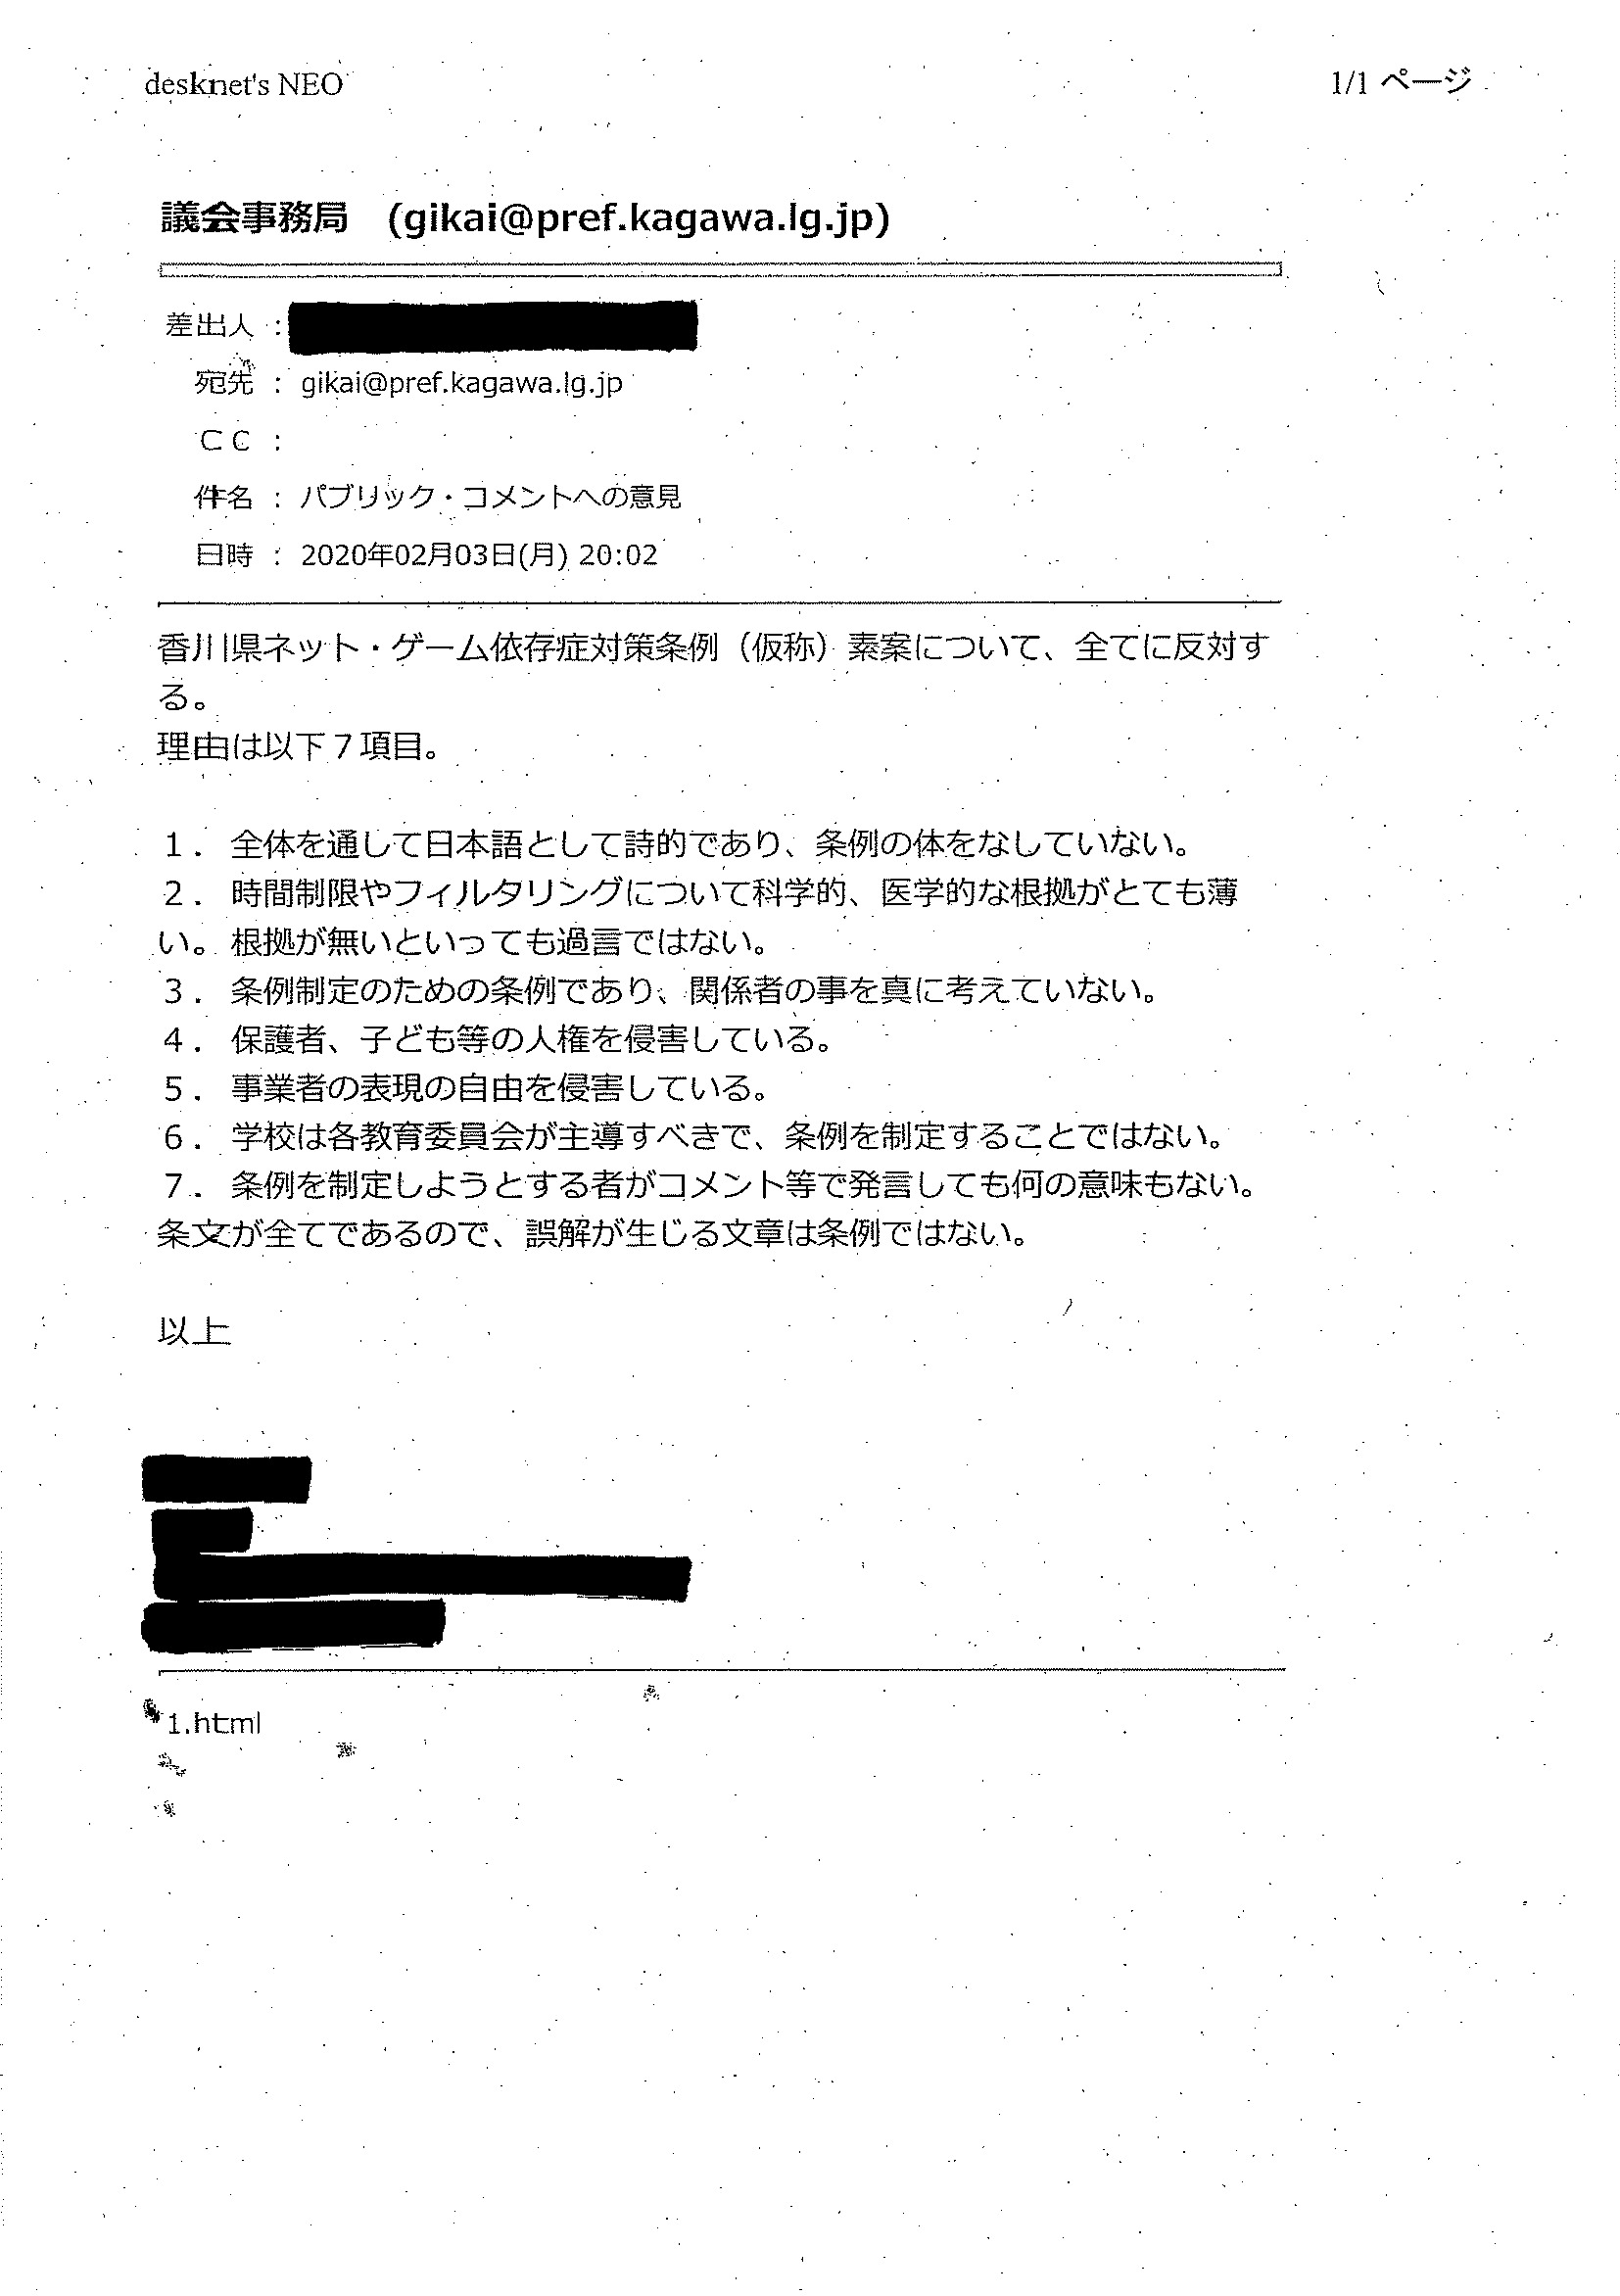 desknet's NEO
1/1 ページ
議会事務局　(gikai@pref.kagawa.lg.jp)
差出人 :
宛先 : gikai@pref.kagawa.lg.jp
ＣＣ :
件名 : パブリック・コメントへの意見
日時 : 2020年02月03日(月) 20:02
香川県ネット・ゲーム依存症対策条例（仮称）素案について、全てに反対す
る。
理由は以下７項目。
１．全体を通して日本語として詩的であり、条例の体をなしていない。
２．時間制限やフィルタリングについて科学的、医学的な根拠がとても薄
い。根拠が無いといっても過言ではない。
３．条例制定のための条例であり、関係者の事を真に考えていない。
４．保護者、子ども等の人権を侵害している。
５．事業者の表現の自由を侵害している。
６．学校は各教育委員会が主導すべきで、条例を制定することではない。
７．条例を制定しようとする者がコメント等で発言しても何の意味もない。
条文が全てであるので、誤解が生じる文章は条例ではない。
以上
1.html